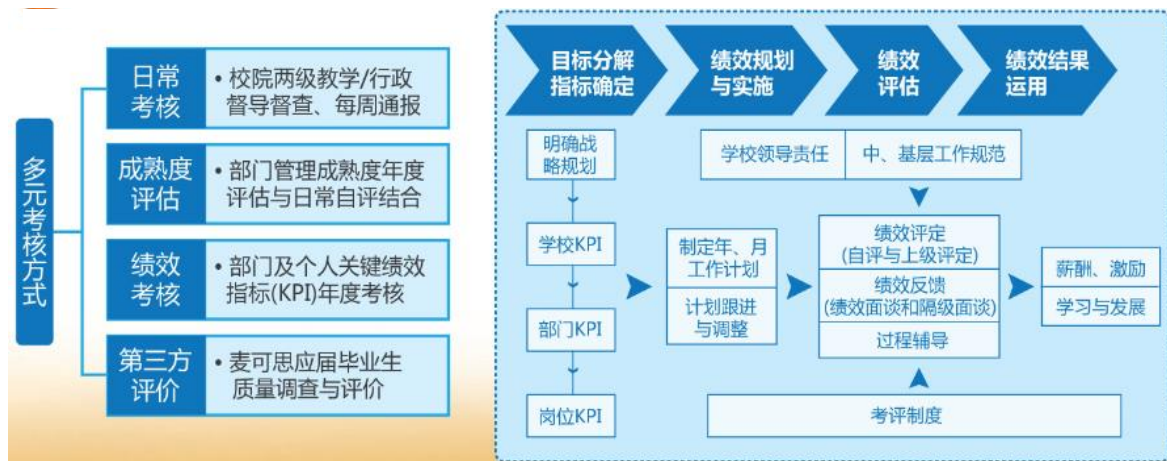 多元考核方式
日常
考核
• 校院两级教学/行政
督导督查、每周通报
成熟度
评估
• 部门管理成熟度年度
评估与日常自评结合
绩效
考核
• 部门及个人关键绩效
指标(KPI)年度考核
第三方
评价
• 麦可思应届毕业生
质量调查与评价
目标分解
指标确定
绩效规划
与实施
绩效
评估
绩效结果
运用
明确战
略规划
学校KPI
部门KPI
岗位KPI
制定年、月
工作计划
计划跟进
与调整
学校领导责任
中、基层工作规范
绩效评定
(自评与上级评定)
绩效反馈
(绩效面谈和隔级面谈)
过程辅导
考评制度
薪酬、激励
学习与发展